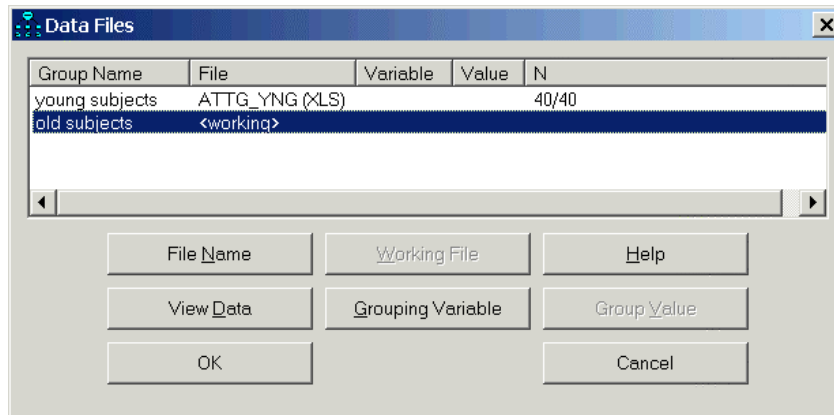 Data Files
Group Name File Variable Value N
young subjects ATTG_YNG (XLS) 40/40
old subjects <working>
File Name Working File Help
View Data Grouping Variable Group Value
OK Cancel